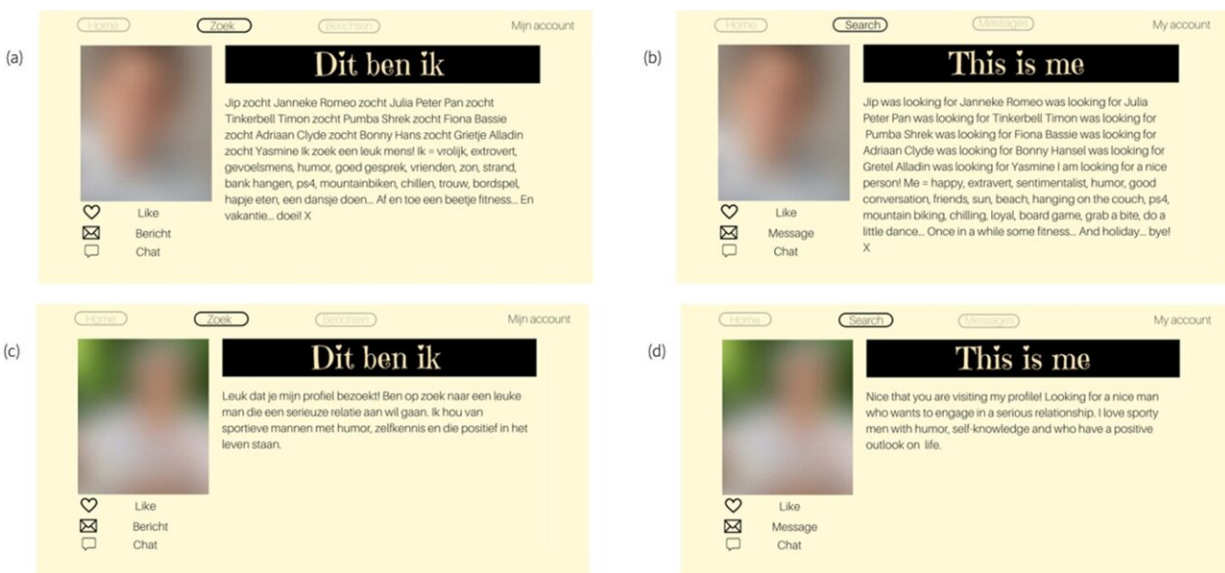 (a)
Home Zoek Berichten Mijn account
Dit ben ik
Jip zocht Janneke Romeo zocht Julia Peter Pan zocht
Tinkerbell Timon zocht Pumba Shrek zocht Fiona Bassie
zocht Adriaan Clyde zocht Bonny Hans zocht Grietje Alladin
zocht Yasmine Ik zoek een leuk mens! Ik = vrolijk, extrovert,
gevoelsmens, humor, goed gesprek, vrienden, zon, strand,
bank hangen, ps4, mountainbiken, chillen, trouw, bordspel,
hapje eten, een dansje doen... Af en toe een beetje fitness... En
vakantie... doei! X
Like
Bericht
Chat
(b)
Home Search Messages My account
This is me
Jip was looking for Janneke Romeo was looking for Julia
Peter Pan was looking for Tinkerbell Timon was looking for
Pumba Shrek was looking for Fiona Bassie was looking for
Adriaan Clyde was looking for Bonny Hansel was looking for
Gretel Alladin was looking for Yasmine I am looking for a nice
person! Me = happy, extravert, sentimentalist, humor, good
conversation, friends, sun, beach, hanging on the couch, ps4,
mountain biking, chilling, loyal, board game, grab a bite, do a
little dance... Once in a while some fitness... And holiday... bye!
X
Like
Message
Chat
(c)
Home Zoek Berichten Mijn account
Dit ben ik
Leuk dat je mijn profiel bezoekt! Ben op zoek naar een leuke
man die een serieuze relatie aan wil gaan. Ik hou van
sportieve mannen met humor, zelfkennis en die positief in het
leven staan.
Like
Bericht
Chat
(d)
Home Search Messages My account
This is me
Nice that you are visiting my profile! Looking for a nice man
who wants to engage in a serious relationship. I love sporty
men with humor, self-knowledge and who have a positive
outlook on life.
Like
Message
Chat